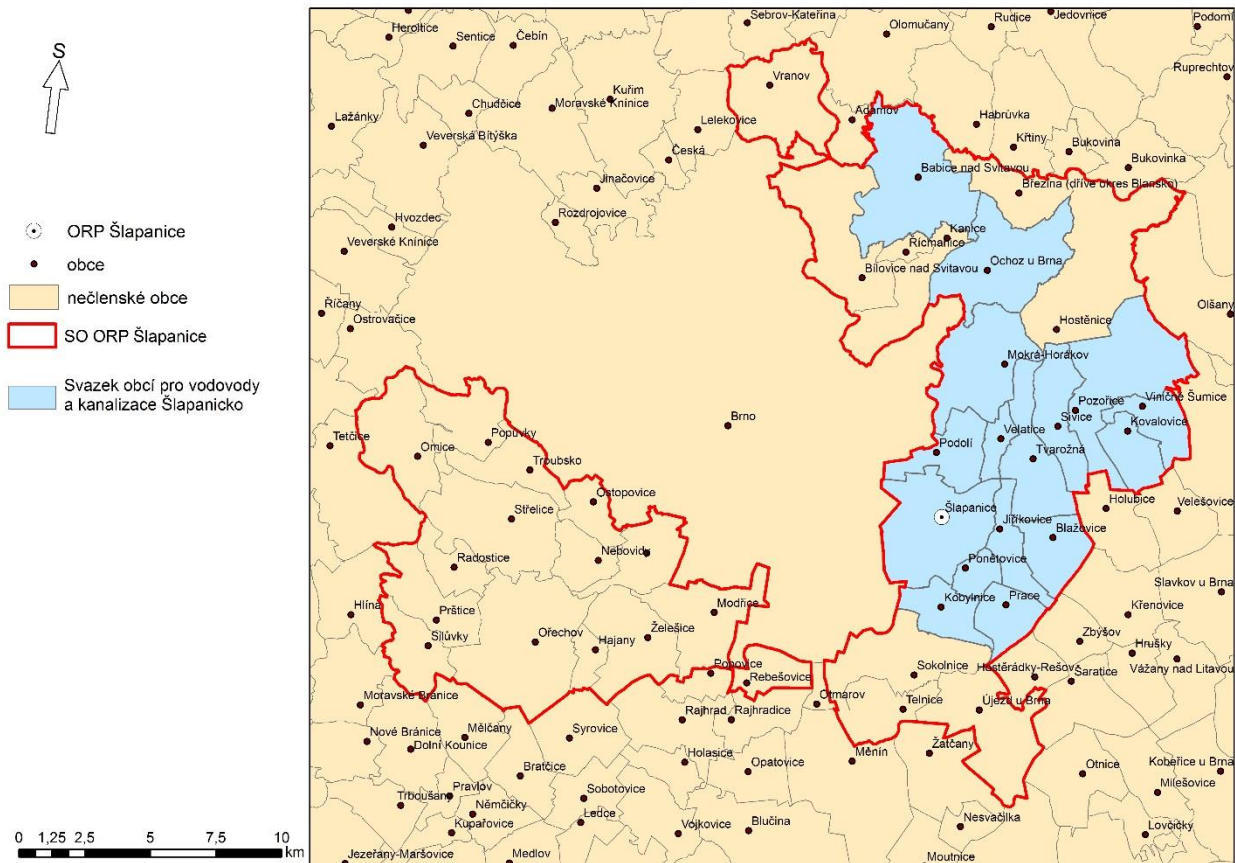 S
ORP Šlapanice
obce
nečlenské obce
SO ORP Šlapanice
Svazek obcí pro vodovody
a kanalizace Šlapanicko
0 1,25 2,5 5 7,5 10
km
Heroltice
Sentice
Čebín
Sebrov-Kateřina
Olomučany
Rudice
Jedovnice
Podomí
Ruprechtov
Vranov
Kuřim
Chudčice
Moravské Knínice
Lažánky
Lelekovice
Adamov
Habrůvka
Veverská Bítýška
Křtiny
Bukovina
Česká
Bukovinka
Jinačovice
Babice nad Svitavou
Březina (dříve okres Blansko)
Hvozdec
Rozdrojovice
Kanice
Veverské Knínice
Řícmanice
Ochoz u Brna
Bílovice nad Svitavou
Říčany
Ostrovačice
Olšany
Hostěnice
Mokrá-Horákov
Viničné Šumice
Pozořice
Sivice
Kovalovice
Brno
Velatice
Tetčice
Popůvky
Omice
Podolí
Tvarožná
Troubsko
Ostopovice
Holubice
Velešovice
Střelice
Šlapanice
Jiříkovice
Blažovice
Nebovidy
Radostice
Ponětovice
Slavkov u Brna
Hlína
Prštice
Modřice
Kobylnice
Prace
Křenovice
Silůvky
Ořechov
Hajany
Želešice
Zbýšov
Hrušky
Vážany nad Litavou
Popovice
Rebešovice
Sokolnice
Hostěrádky-Rešov
Šaratice
Moravské Bránice
Otmarov
Telnice
Újezd u Brna
Rajhrad
Rajhradice
Nové Bránice
Dolní Kounice
Mělčany
Syrovice
Žatčany
Holasice
Měnín
Bratčice
Opatovice
Otnice
Kobeřice u Brna
Milešovice
Trboušany
Pravlov
Němčičky
Sobotovice
Kupařovice
Ledce
Vojkovice
Blučina
Nesvačilka
Lovčičky
Jezeřany-Maršovice
Medlov
Moutnice